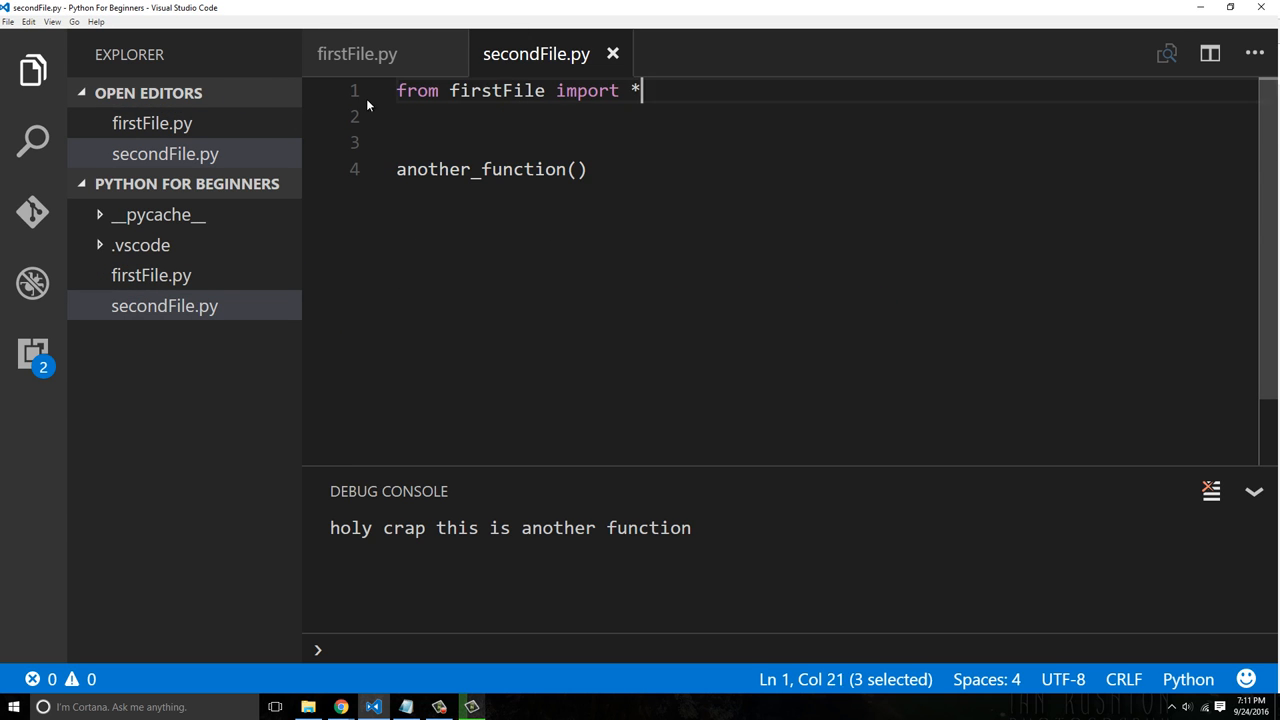 secondFile.py - Python For Beginners - Visual Studio Code
File Edit View Go Help
EXPLORER
OPEN EDITORS
firstFile.py
secondFile.py
PYTHON FOR BEGINNERS
__pycache__
.vscode
firstFile.py
secondFile.py
2
firstFile.py secondFile.py
1 from firstFile import *
2
3
4 another_function()
DEBUG CONSOLE
holy crap this is another function
0 0 Ln 1, Col 21 (3 selected) Spaces: 4 UTF-8 CRLF Python
I'm Cortana. Ask me anything.
7:11 PM
9/24/2016